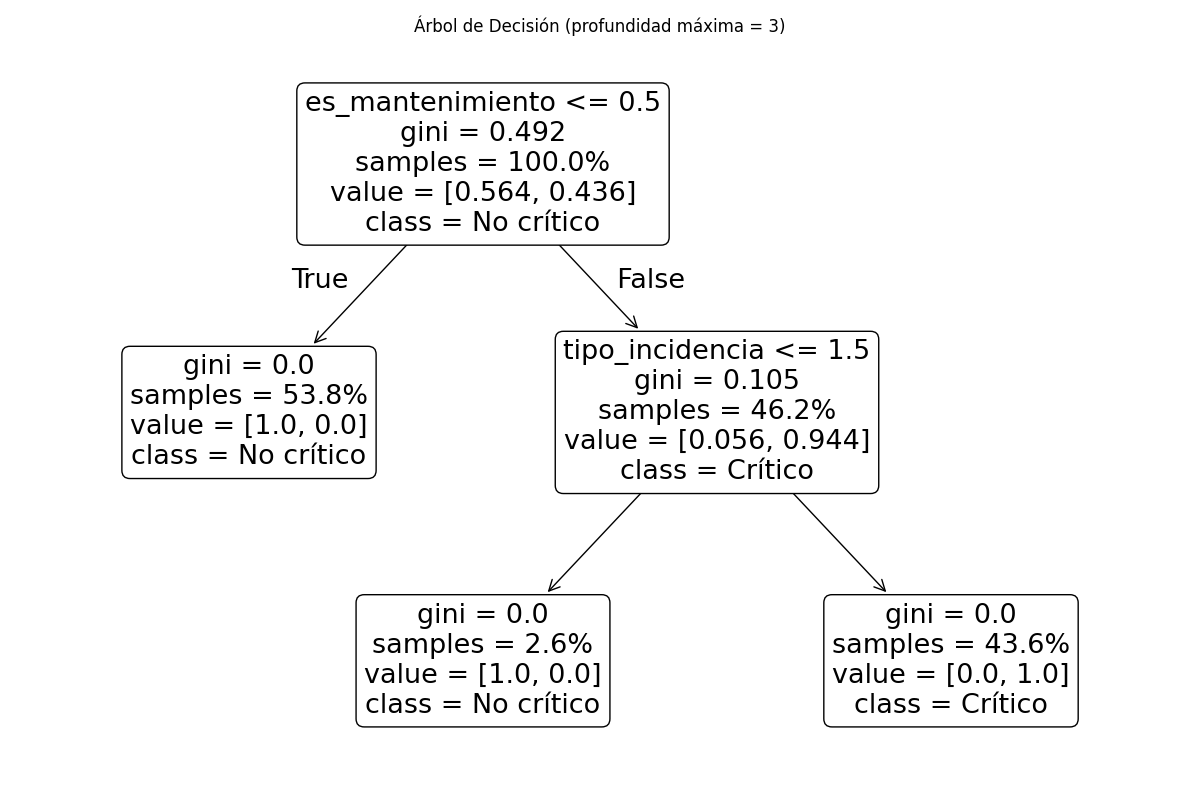 Árbol de Decisión (profundidad máxima = 3)
es_mantenimiento <= 0.5
gini = 0.492
samples = 100.0%
value = [0.564, 0.436]
class = No crítico
True
False
gini = 0.0
samples = 53.8%
value = [1.0, 0.0]
class = No crítico
tipo_incidencia <= 1.5
gini = 0.105
samples = 46.2%
value = [0.056, 0.944]
class = Crítico
gini = 0.0
samples = 2.6%
value = [1.0, 0.0]
class = No crítico
gini = 0.0
samples = 43.6%
value = [0.0, 1.0]
class = Crítico